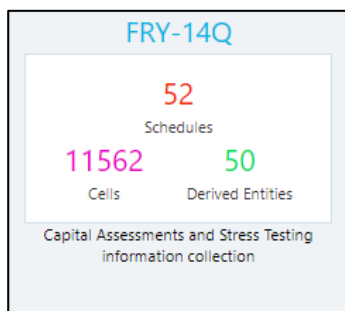 FRY-14Q
52
Schedules
11562 50
Cells Derived Entities
Capital Assessments and Stress Testing
information collection